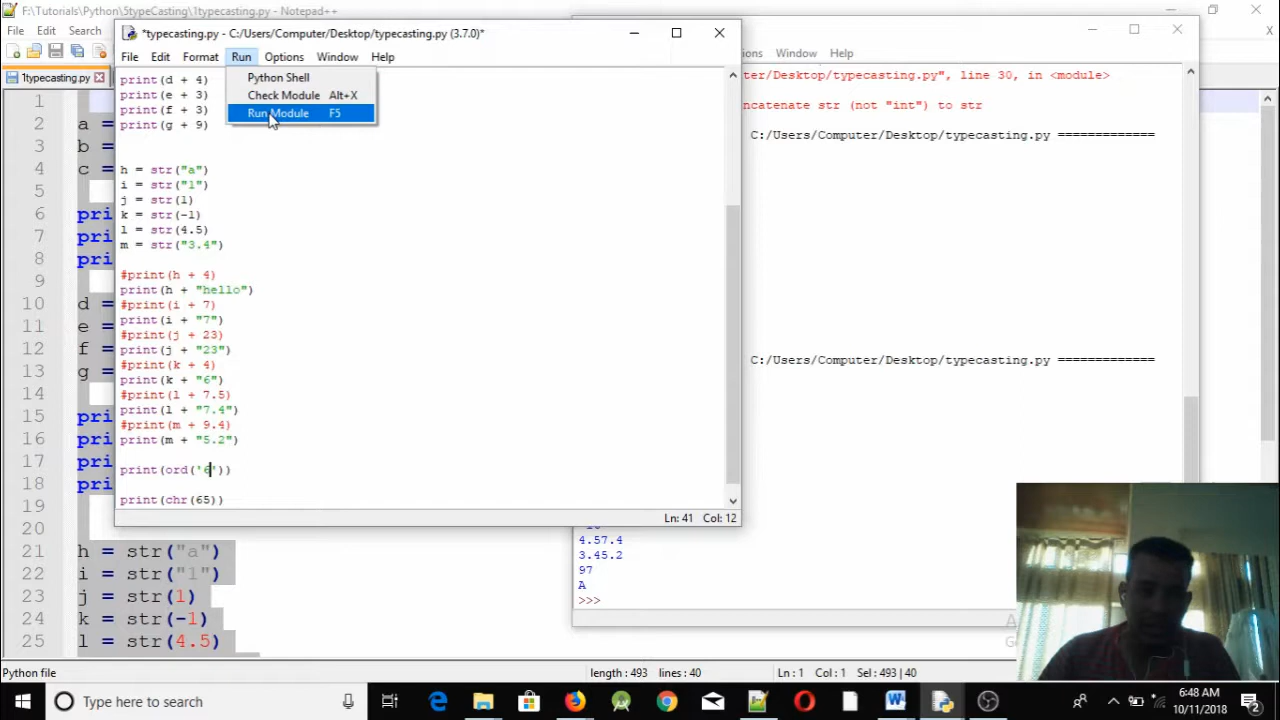 F:\Tutorials\Python\5typeCasting\1typecasting.py - Notepad++
File Edit Search
1typecasting.py
*typecasting.py - C:/Users/Computer/Desktop/typecasting.py (3.7.0)*
File Edit Format Run Options Window Help
Python Shell
Check Module Alt+X
Run Module F5
print(d + 4)
print(e + 3)
print(f + 3)
print(g + 9)
h = str("a")
i = str("1")
j = str(1)
k = str(-1)
l = str(4.5)
m = str("3.4")
#print(h + 4)
print(h + "hello")
#print(i + 7)
print(i + "7")
#print(j + 23)
print(j + "23")
#print(k + 4)
print(k + "6")
#print(l + 7.5)
print(l + "7.4")
#print(m + 9.4)
print(m + "5.2")
print(ord('6'))
print(chr(65))
Ln: 41 Col: 12
ions Window Help
ter/Desktop/typecasting.py", line 30, in <module>
ncatenate str (not "int") to str
C:/Users/Computer/Desktop/typecasting.py =============
C:/Users/Computer/Desktop/typecasting.py =============
4.57.4
3.45.2
97
A
>>>
1
2 a =
3 b =
4 c =
5
6 pri
7 pri
8 pri
9
10 d =
11 e =
12 f =
13 g =
14
15 pri
16 pri
17 pri
18 pri
19
20
21 h = str("a")
22 i = str("1")
23 j = str(1)
24 k = str(-1)
25 l = str(4.5)
Python file length : 493 lines : 40 Ln : 1 Col : 1 Sel : 493 | 40
Type here to search
6:48 AM
10/11/2018
2